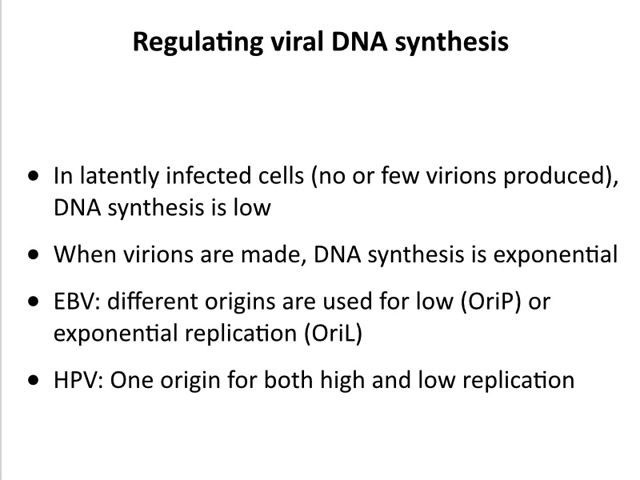 Regulating viral DNA synthesis
• In latently infected cells (no or few virions produced),
DNA synthesis is low
• When virions are made, DNA synthesis is exponential
• EBV: different origins are used for low (OriP) or
exponential replication (OriL)
• HPV: One origin for both high and low replication